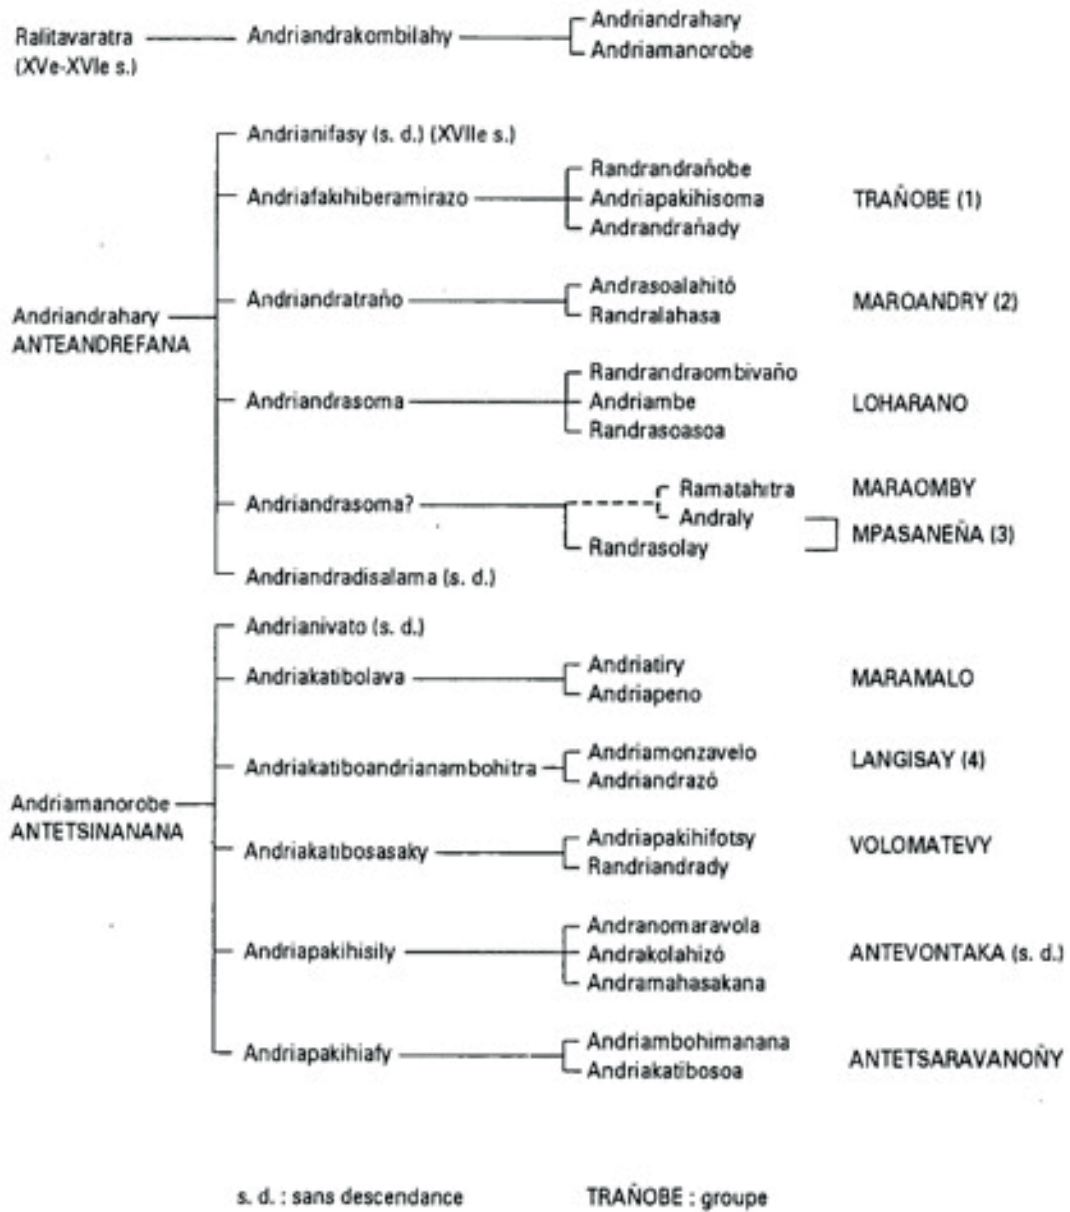 Ralitavaratra
(XVe-XVIe s.)
Andriandrakombilahy
Andriandrahary
Andriamanorobe
Andriandrahary
ANTEANDREFANA
Andrianifasy (s. d.) (XVIIe s.)
Andriafakihiberamirazo
Randrandrañobe
Andriapakihisoma
Andrandrañady
TRAÑOBE (1)
Andriandraño
Andrasoalahitó
Randralahasa
MAROANDRY (2)
Andriandrasoma
Randrandraombivaño
Andriambe
Randrasoasoa
LOHARANO
Andriandrasoma?
Ramatahitra
Andraly
Randrasolay
MARAOMBY
MPASANEÑA (3)
Andriandradisalama (s. d.)
Andriamanorobe
ANTETSINANANA
Andrianivato (s. d.)
Andriakatibolava
Andriatiry
Andriapeno
MARAMALO
Andriakatiboandrianambohitra
Andriamonzavelo
Andriandrazó
LANGISAY (4)
Andriakatibosasaky
Andriapakihifotsy
Randriandrady
VOLOMATEVY
Andriapakihisily
Andranomaravola
Andrakolahizó
Andramahasakana
ANTEVONTAKA (s. d.)
Andriapakihiafy
Andriambohimanana
Andriakatibosoa
ANTETSARAVANOÑY
s. d. : sans descendance
TRAÑOBE : groupe